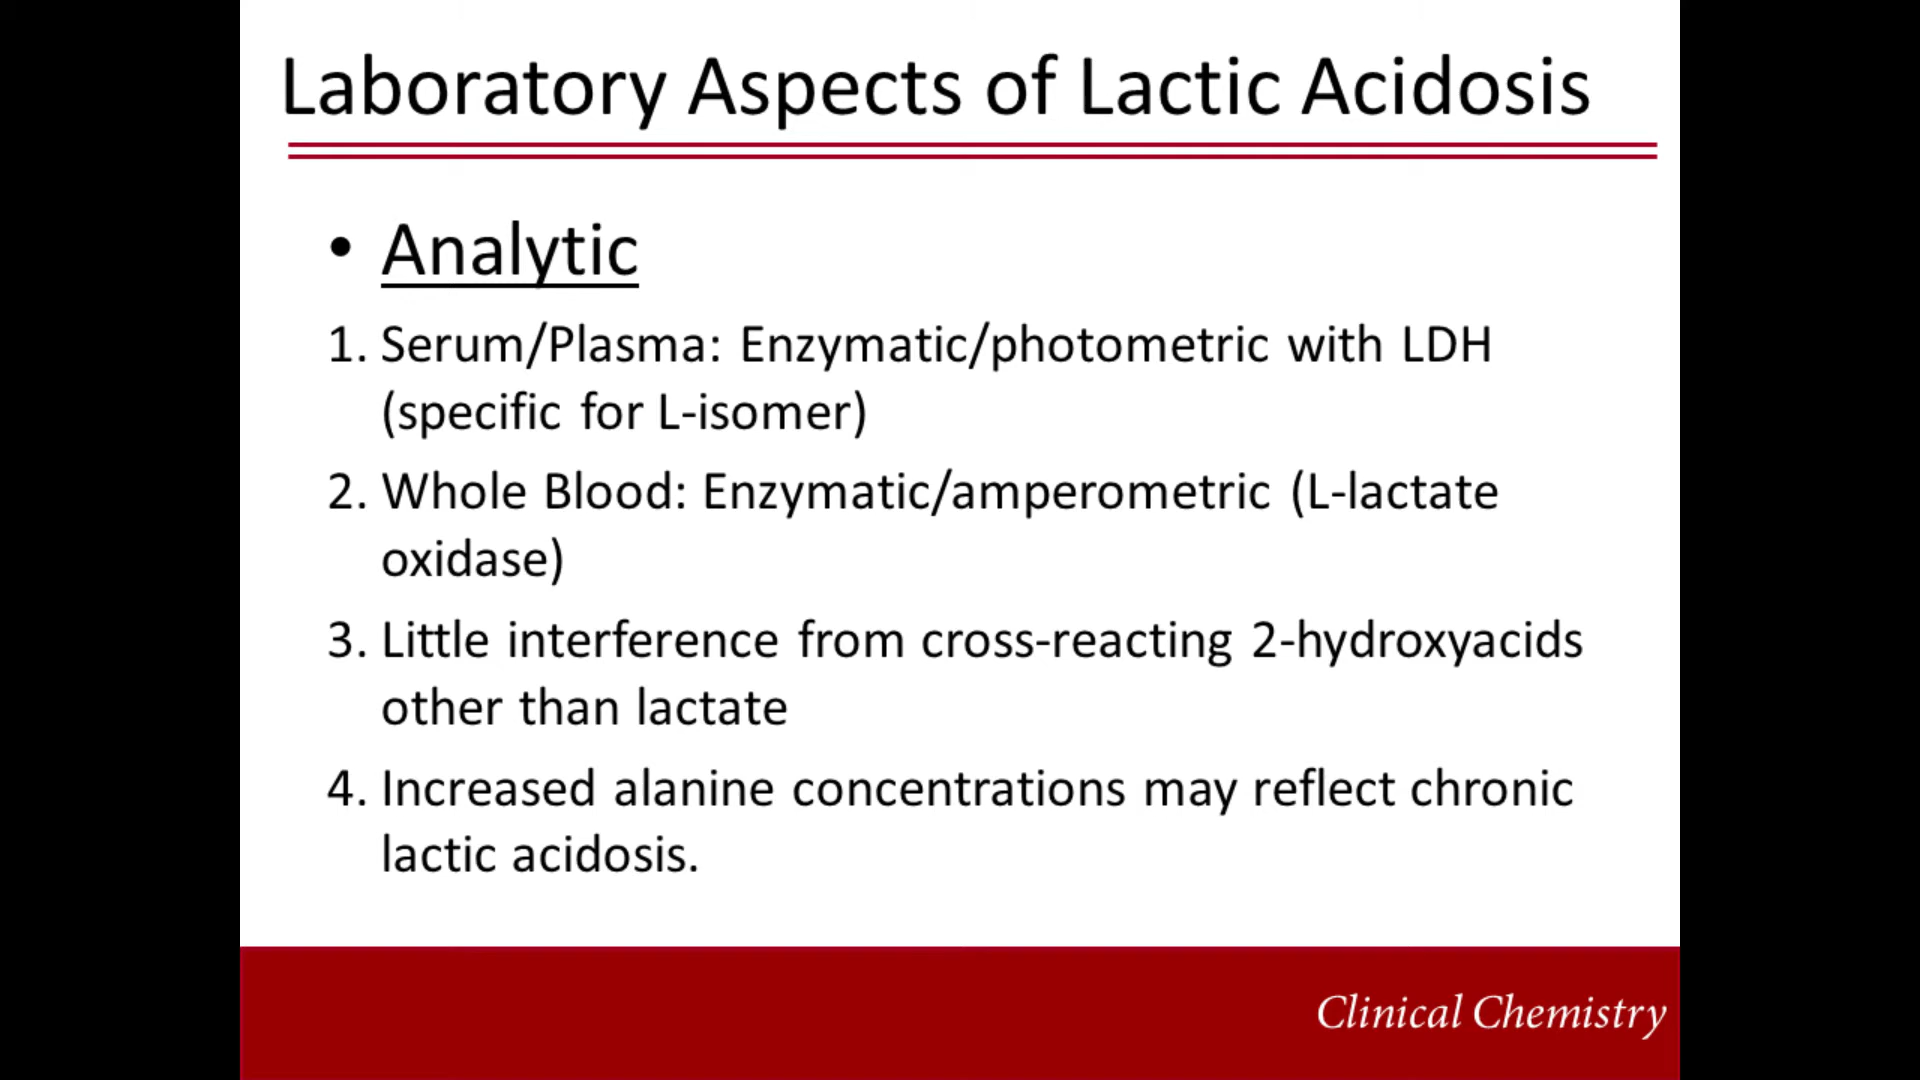 Laboratory Aspects of Lactic Acidosis
• Analytic
1. Serum/Plasma: Enzymatic/photometric with LDH
(specific for L-isomer)
2. Whole Blood: Enzymatic/amperometric (L-lactate
oxidase)
3. Little interference from cross-reacting 2-hydroxyacids
other than lactate
4. Increased alanine concentrations may reflect chronic
lactic acidosis.
Clinical Chemistry